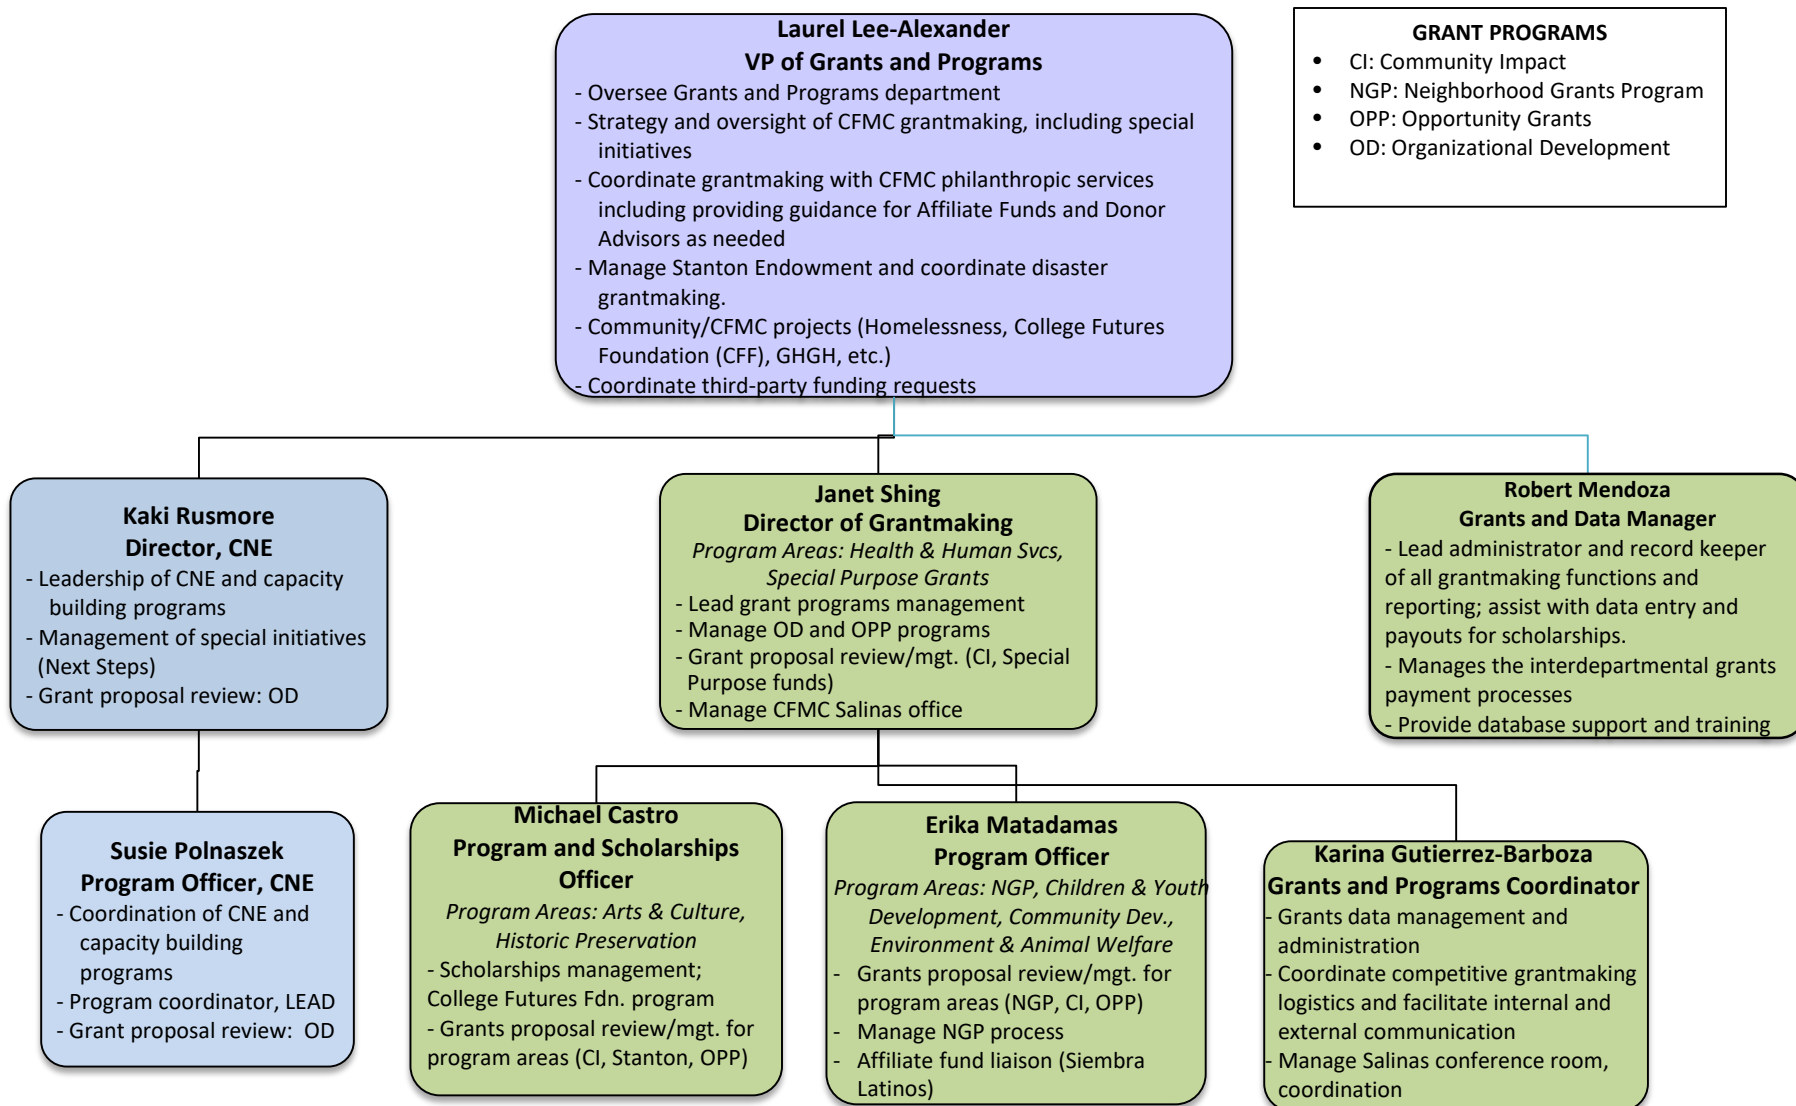 Laurel Lee-Alexander
VP of Grants and Programs
- Oversee Grants and Programs department
- Strategy and oversight of CFMC grantmaking, including special
initiatives
- Coordinate grantmaking with CFMC philanthropic services
including providing guidance for Affiliate Funds and Donor
Advisors as needed
- Manage Stanton Endowment and coordinate disaster
grantmaking.
- Community/CFMC projects (Homelessness, College Futures
Foundation (CFF), GHGH, etc.)
- Coordinate third-party funding requests
GRANT PROGRAMS
• CI: Community Impact
• NGP: Neighborhood Grants Program
• OPP: Opportunity Grants
• OD: Organizational Development
Kaki Rusmore
Director, CNE
- Leadership of CNE and capacity
building programs
- Management of special initiatives
(Next Steps)
- Grant proposal review: OD
Janet Shing
Director of Grantmaking
Program Areas: Health & Human Svcs,
Special Purpose Grants
- Lead grant programs management
- Manage OD and OPP programs
- Grant proposal review/mgt. (CI, Special
Purpose funds)
- Manage CFMC Salinas office
Robert Mendoza
Grants and Data Manager
- Lead administrator and record keeper
of all grantmaking functions and
reporting; assist with data entry and
payouts for scholarships.
- Manages the interdepartmental grants
payment processes
- Provide database support and training
Susie Polnaszek
Program Officer, CNE
- Coordination of CNE and
capacity building
programs
- Program coordinator, LEAD
- Grant proposal review: OD
Michael Castro
Program and Scholarships
Officer
Program Areas: Arts & Culture,
Historic Preservation
- Scholarships management;
College Futures Fdn. program
- Grants proposal review/mgt. for
program areas (CI, Stanton, OPP)
Erika Matadamas
Program Officer
Program Areas: NGP, Children & Youth
Development, Community Dev.,
Environment & Animal Welfare
- Grants proposal review/mgt. for
program areas (NGP, CI, OPP)
- Manage NGP process
- Affiliate fund liaison (Siembra
Latinos)
Karina Gutierrez-Barboza
Grants and Programs Coordinator
- Grants data management and
administration
- Coordinate competitive grantmaking
logistics and facilitate internal and
external communication
- Manage Salinas conference room,
coordination